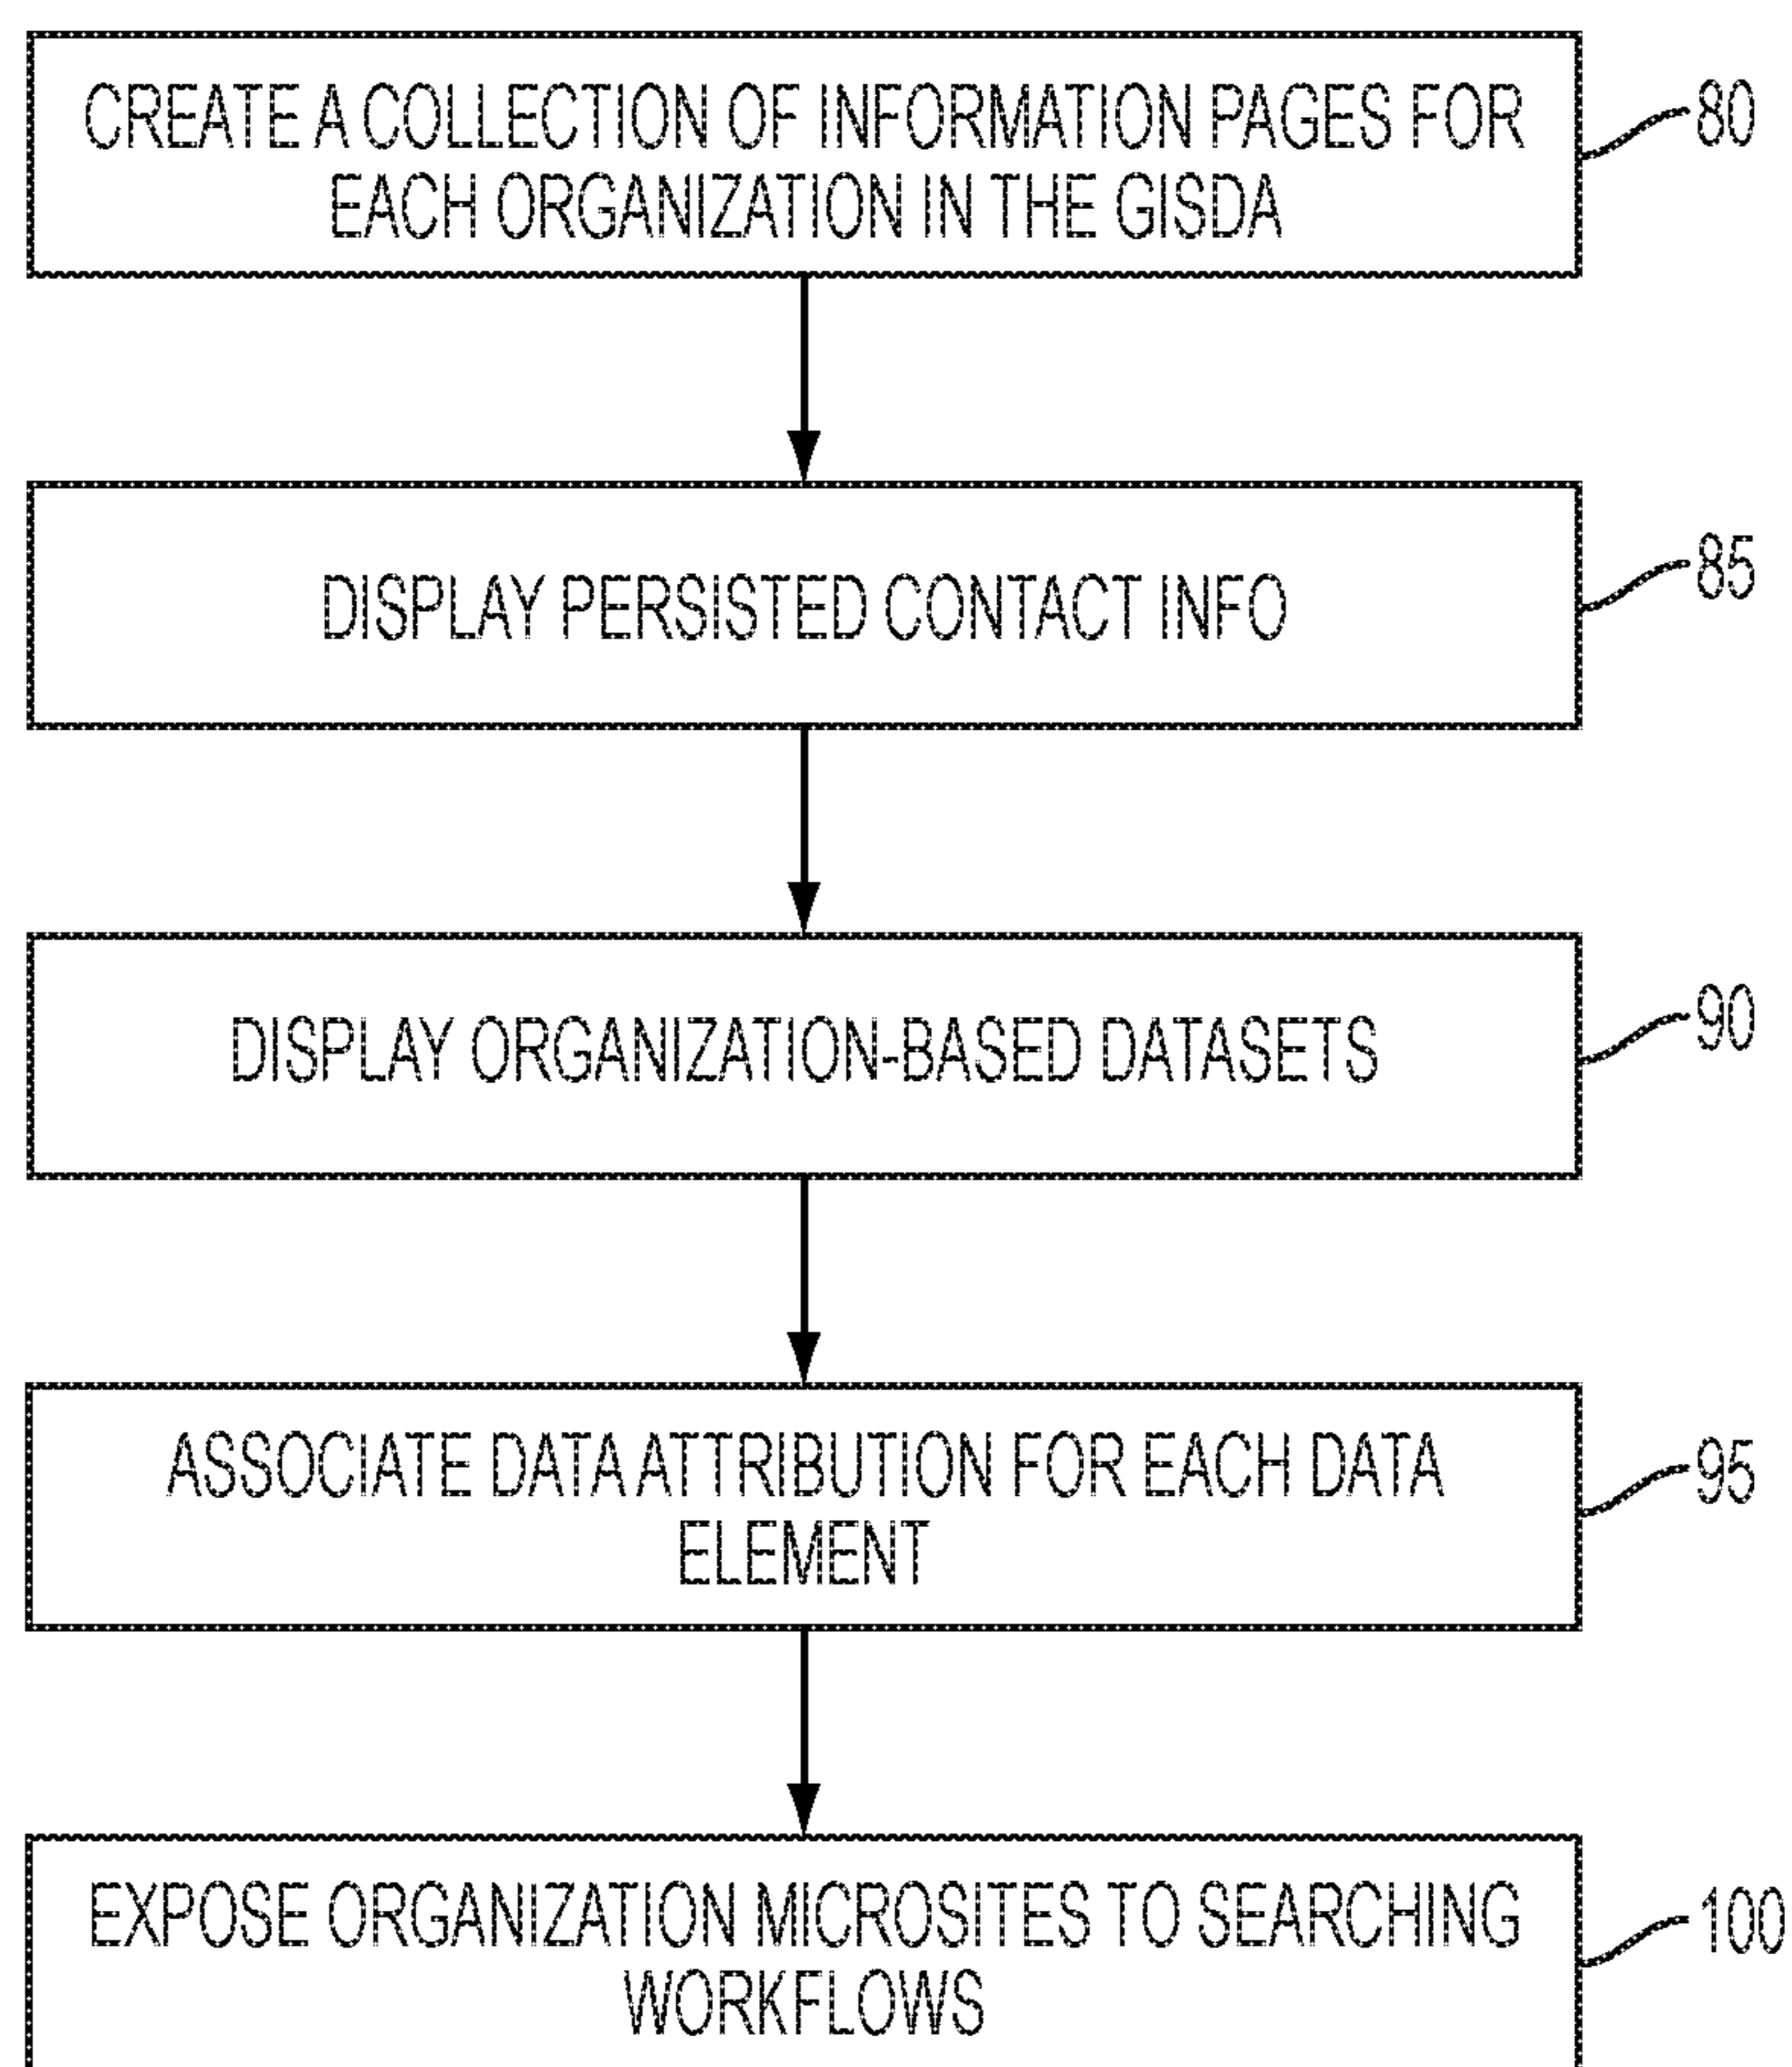 CREATE A COLLECTION OF INFORMATION PAGES FOR
EACH ORGANIZATION IN THE GISDA
80
DISPLAY PERSISTED CONTACT INFO
85
DISPLAY ORGANIZATION-BASED DATASETS
90
ASSOCIATE DATA ATTRIBUTION FOR EACH DATA
ELEMENT
95
EXPOSE ORGANIZATION MICROSITES TO SEARCHING
WORKFLOWS
100